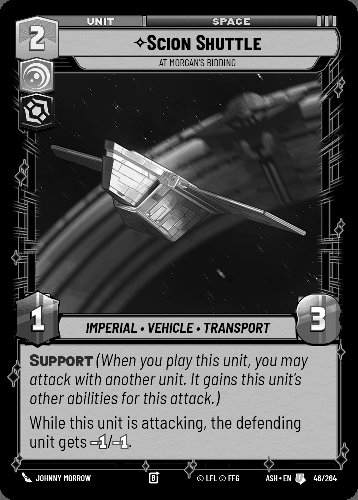 UNIT SPACE
2
Scion Shuttle
AT MORGAN'S BIDDING
1
IMPERIAL • VEHICLE • TRANSPORT
3
SUPPORT (When you play this unit, you may
attack with another unit. It gains this unit's
other abilities for this attack.)
While this unit is attacking, the defending
unit gets -1/-1.
JOHNNY MORROW
© LFL © FFG
ASH • EN
48/264